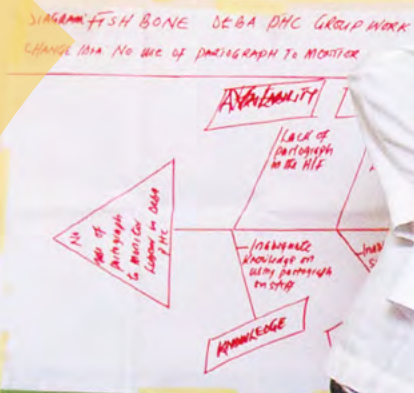 DIAGRAM FISH BONE DEBA PHC GROUP WORK
CHANGE IDEA No use of PARTOGRAPH TO MONITOR
AVAILABILITY
Lack of
partograph
in the H/F
No
use of
partograph
to monitor
Labour in DEBA
PHC
Inadequate
knowledge on
using partograph
on staff
KNOWLEDGE